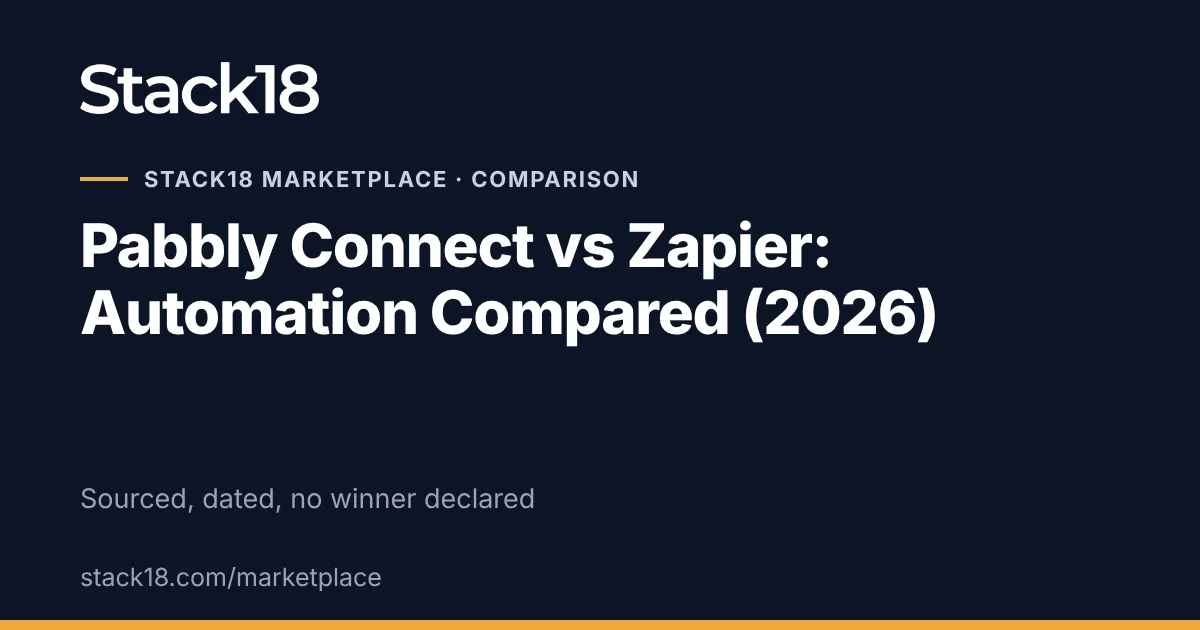 Stack18
STACK18 MARKETPLACE · COMPARISON
Pabbly Connect vs Zapier:
Automation Compared (2026)
Sourced, dated, no winner declared
stack18.com/marketplace